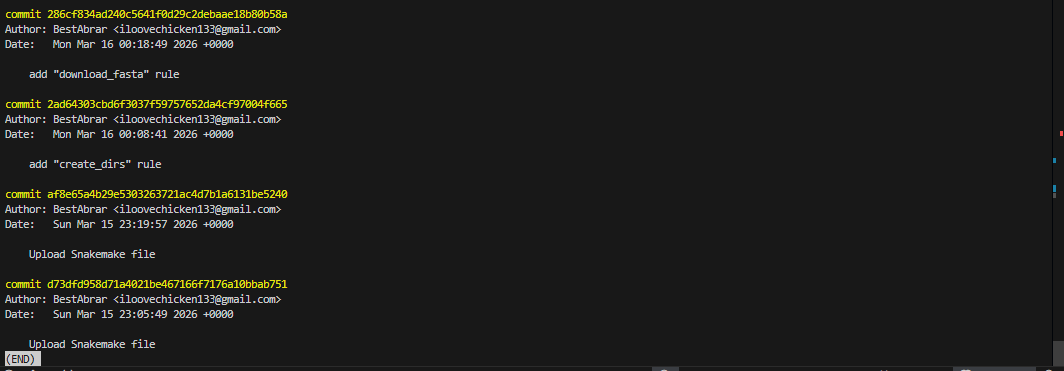 commit 286cf834ad240c5641f0d29c2debaae18b80b58a
Author: BestAbrar <iloovechicken133@gmail.com>
Date:   Mon Mar 16 00:18:49 2026 +0000
add "download_fasta" rule
commit 2ad64303cbd6f3037f59757652da4cf97004f665
Author: BestAbrar <iloovechicken133@gmail.com>
Date:   Mon Mar 16 00:08:41 2026 +0000
add "create_dirs" rule
commit af8e65a4b29e5303263721ac4d7b1a6131be5240
Author: BestAbrar <iloovechicken133@gmail.com>
Date:   Sun Mar 15 23:19:57 2026 +0000
Upload Snakemake file
commit d73dfd958d71a4021be467166f7176a10bbab751
Author: BestAbrar <iloovechicken133@gmail.com>
Date:   Sun Mar 15 23:05:49 2026 +0000
Upload Snakemake file
(END)